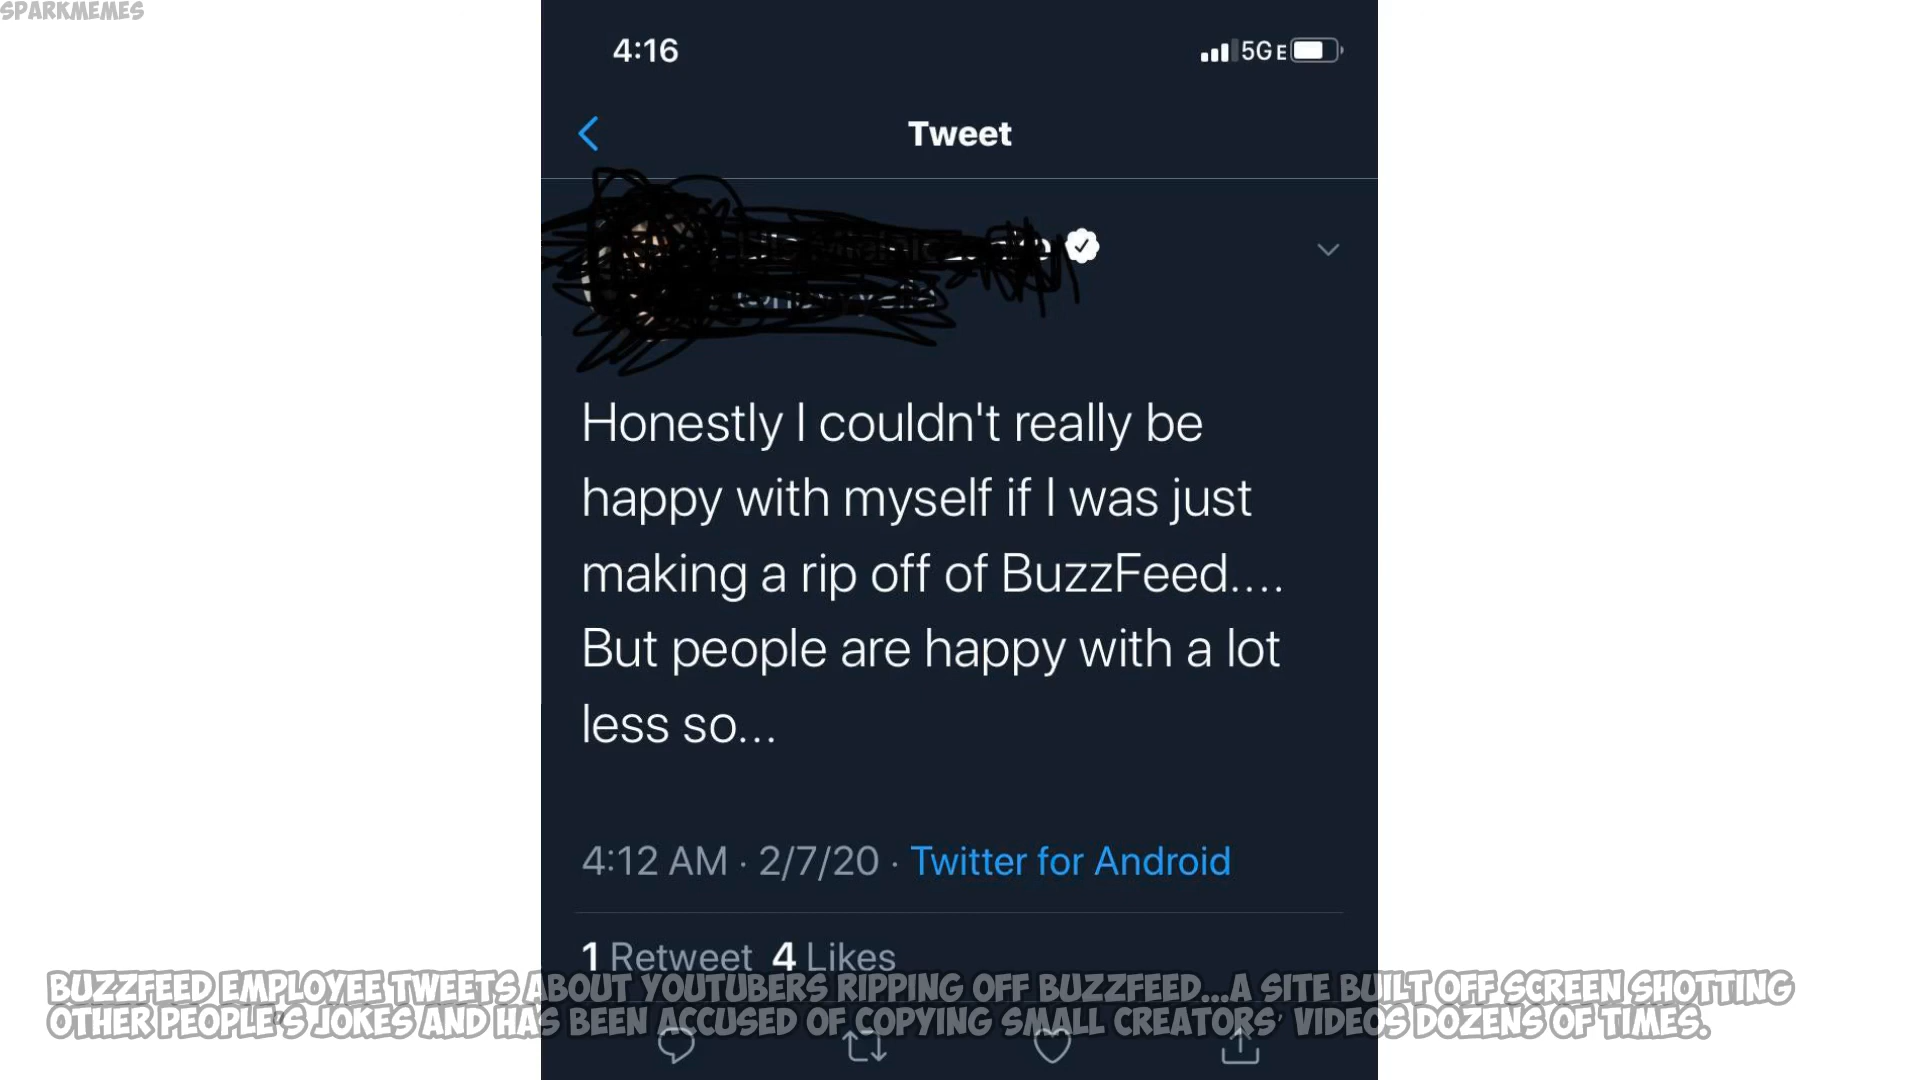 SPARKMEMES
4:16
5GE
Tweet
Honestly I couldn't really be
happy with myself if I was just
making a rip off of BuzzFeed....
But people are happy with a lot
less so...
4:12 AM · 2/7/20 · Twitter for Android
1 Retweet 4 Likes
BUZZFEED EMPLOYEE TWEETS ABOUT YOUTUBERS RIPPING OFF BUZZFEED...A SITE BUILT OFF SCREEN SHOTTING
OTHER PEOPLE'S JOKES AND HAS BEEN ACCUSED OF COPYING SMALL CREATORS' VIDEOS DOZENS OF TIMES.